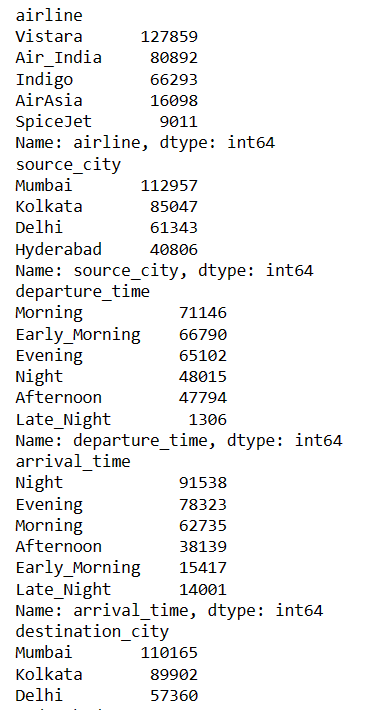 airline
Vistara 127859
Air_India 80892
Indigo 66293
AirAsia 16098
SpiceJet 9011
Name: airline, dtype: int64
source_city
Mumbai 112957
Kolkata 85047
Delhi 61343
Hyderabad 40806
Name: source_city, dtype: int64
departure_time
Morning 71146
Early_Morning 66790
Evening 65102
Night 48015
Afternoon 47794
Late_Night 1306
Name: departure_time, dtype: int64
arrival_time
Night 91538
Evening 78323
Morning 62735
Afternoon 38139
Early_Morning 15417
Late_Night 14001
Name: arrival_time, dtype: int64
destination_city
Mumbai 110165
Kolkata 89902
Delhi 57360